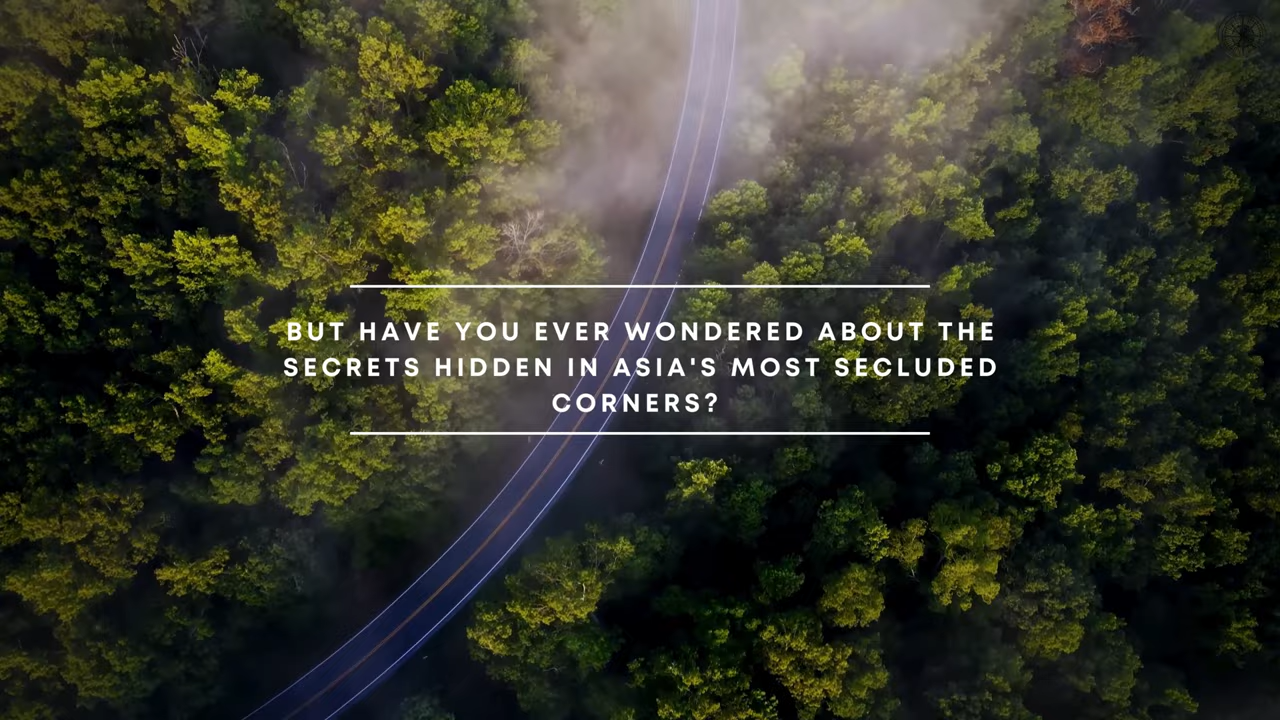 BUT HAVE YOU EVER WONDERED ABOUT THE
SECRETS HIDDEN IN ASIA'S MOST SECLUDED
CORNERS?